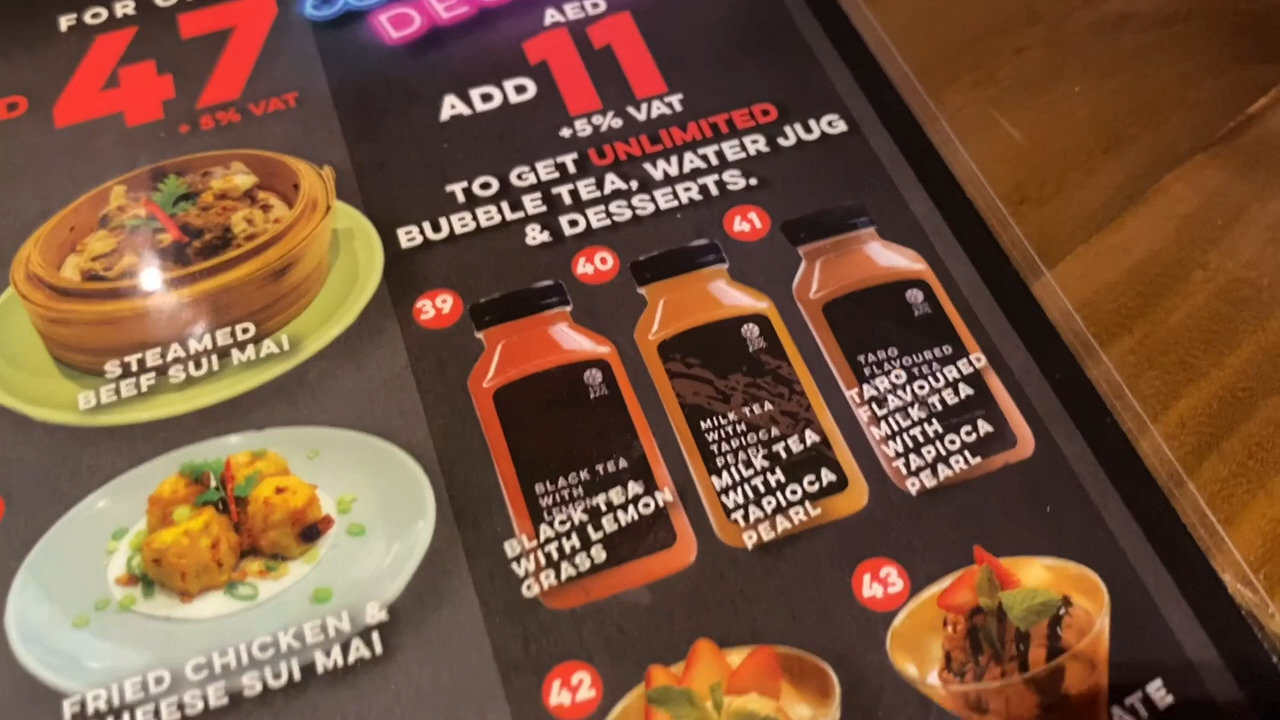 FOR
47
+ 5% VAT
STEAMED
BEEF SUI MAI
FRIED CHICKEN &
CHEESE SUI MAI
AED
ADD 11
+5% VAT
TO GET UNLIMITED
BUBBLE TEA, WATER JUG
& DESSERTS.
39
40
41
BLACK TEA
WITH
LEMON
BLACK TEA
WITH LEMON
GRASS
MILK TEA
WITH
TAPIOCA
PEARL
MILK TEA
WITH
TAPIOCA
PEARL
TARO
FLAVOURED
TEA
TARO
FLAVOURED
MILK TEA
WITH
TAPIOCA
PEARL
42
43